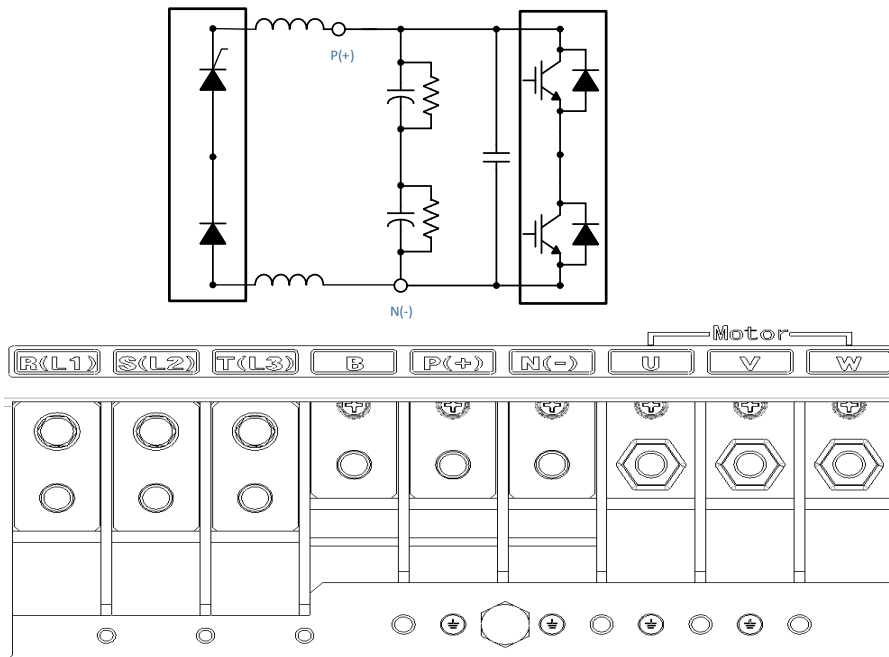 P(+)
N(-)
Motor
R(L1) S(L2) T(L3) B P(+) N(-) U V W